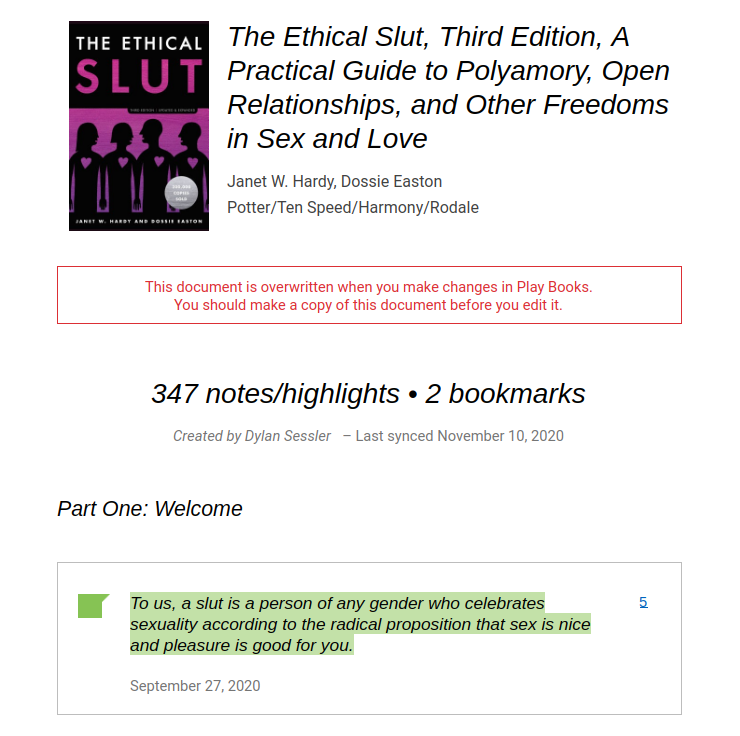 THE ETHICAL
SLUT
JANET W. HARDY AND DOSSIE EASTON
The Ethical Slut, Third Edition, A
Practical Guide to Polyamory, Open
Relationships, and Other Freedoms
in Sex and Love
Janet W. Hardy, Dossie Easton
Potter/Ten Speed/Harmony/Rodale
This document is overwritten when you make changes in Play Books.
You should make a copy of this document before you edit it.
347 notes/highlights • 2 bookmarks
Created by Dylan Sessler – Last synced November 10, 2020
Part One: Welcome
To us, a slut is a person of any gender who celebrates
sexuality according to the radical proposition that sex is nice
and pleasure is good for you.
5
September 27, 2020